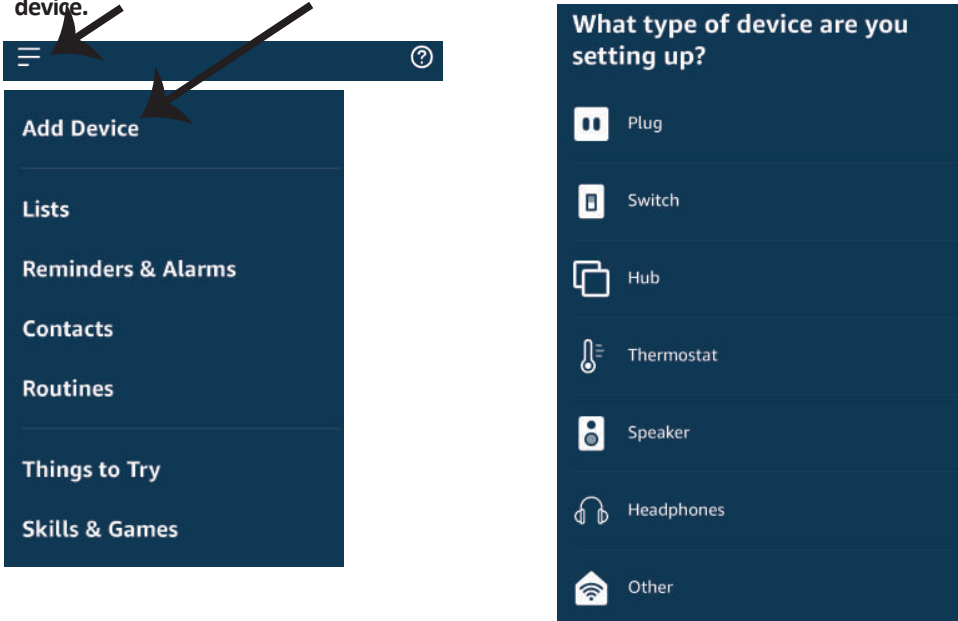 device.
Add Device
Lists
Reminders & Alarms
Contacts
Routines
Things to Try
Skills & Games
What type of device are you
setting up?
Plug
Switch
Hub
Thermostat
Speaker
Headphones
Other